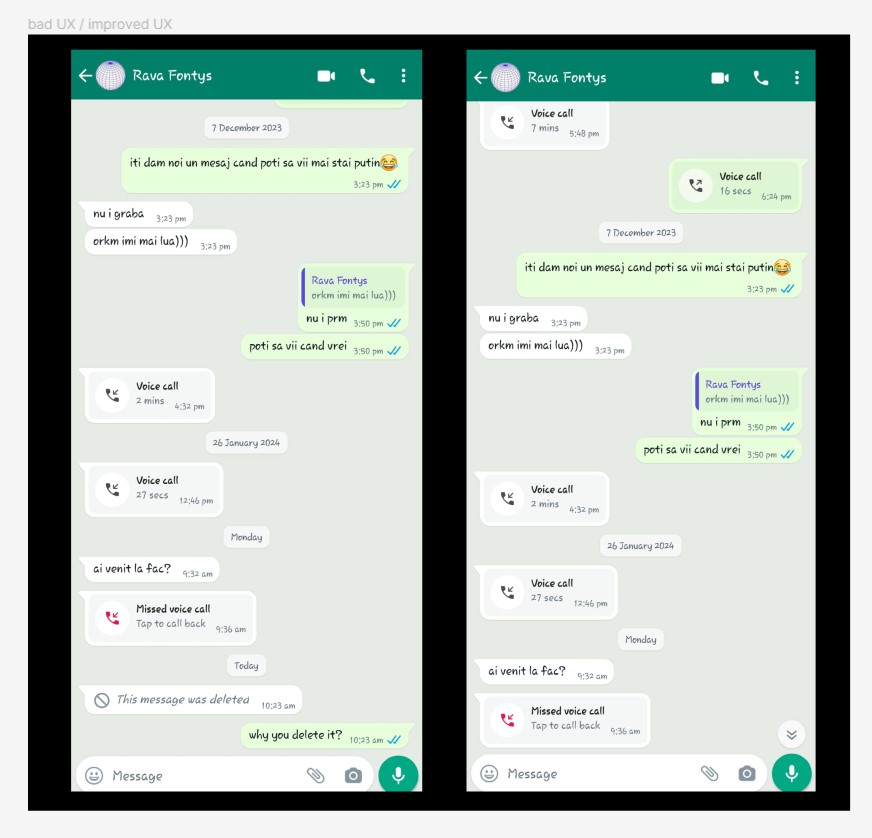 bad UX / improved UX
Rava Fontys
7 December 2023
iti dam noi un mesaj cand poti sa vii mai stai putin😂
3:23 pm
nu i graba 3:23 pm
orkm imi mai lua))) 3:23 pm
Rava Fontys
orkm imi mai lua)))
nu i prm 3:50 pm
poti sa vii cand vrei 3:50 pm
Voice call
2 mins 4:32 pm
26 January 2024
Voice call
27 secs 12:46 pm
Monday
ai venit la fac? 9:32 am
Missed voice call
Tap to call back 9:36 am
Today
This message was deleted 10:23 am
why you delete it? 10:23 am
Message
Rava Fontys
Voice call
7 mins 5:48 pm
Voice call
16 secs 6:24 pm
7 December 2023
iti dam noi un mesaj cand poti sa vii mai stai putin😂
3:23 pm
nu i graba 3:23 pm
orkm imi mai lua))) 3:23 pm
Rava Fontys
orkm imi mai lua)))
nu i prm 3:50 pm
poti sa vii cand vrei 3:50 pm
Voice call
2 mins 4:32 pm
26 January 2024
Voice call
27 secs 12:46 pm
Monday
ai venit la fac? 9:32 am
Missed voice call
Tap to call back 9:36 am
Message